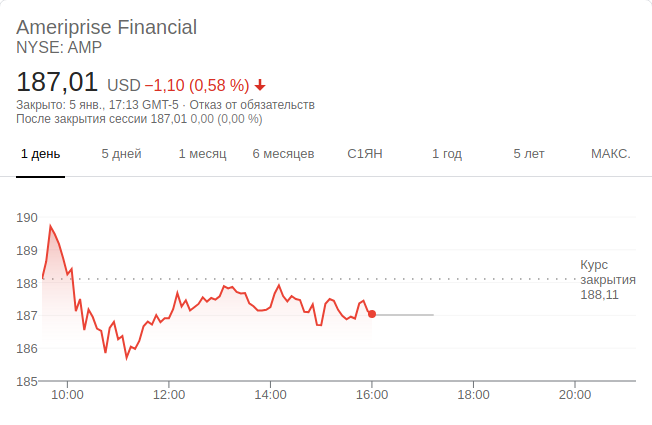 Ameriprise Financial
NYSE: AMP
187,01 USD −1,10 (0,58 %)
Закрыто: 5 янв., 17:13 GMT-5 · Отказ от обязательств
После закрытия сессии 187,01 0,00 (0,00 %)
1 день 5 дней 1 месяц 6 месяцев С1ЯН 1 год 5 лет МАКС.
190
189
188
187
186
185
Курс
закрытия
188,11
10:00 12:00 14:00 16:00 18:00 20:00